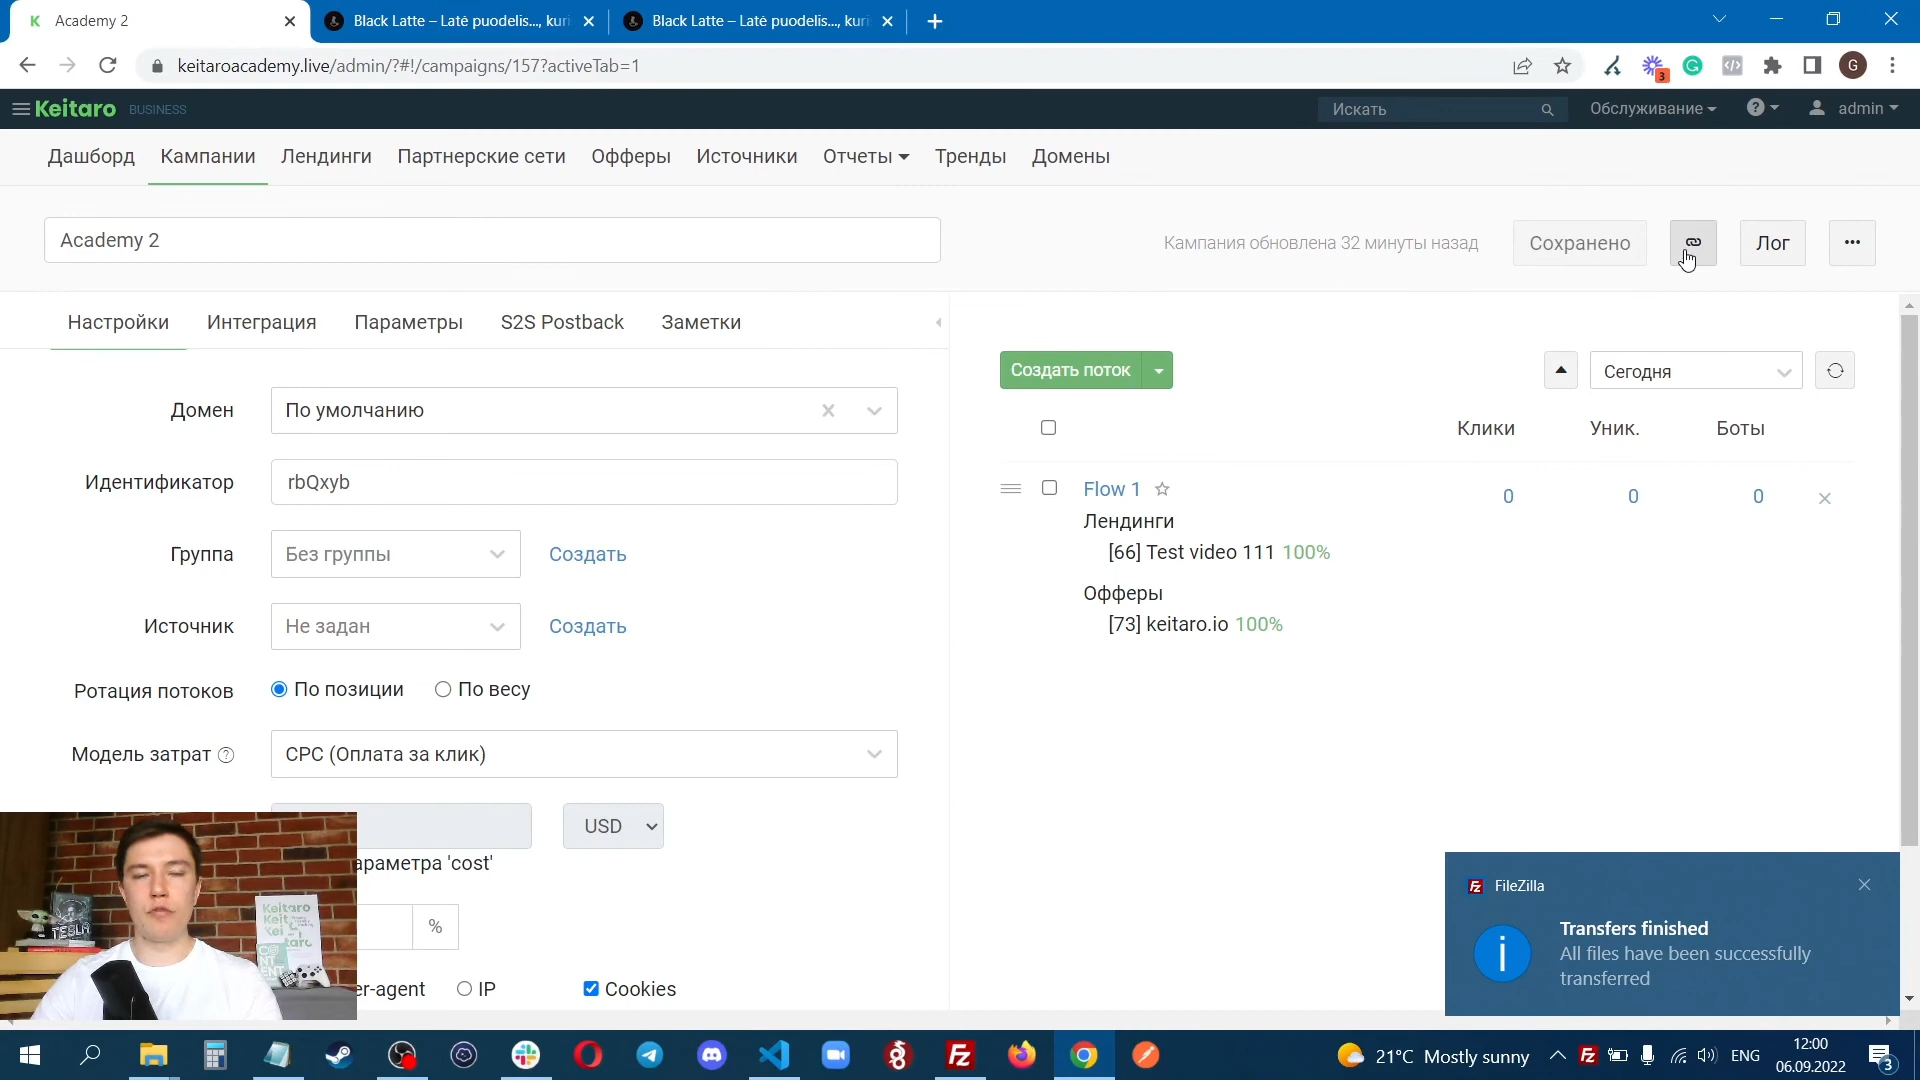 K Academy 2
Black Latte – Latė puodelis..., kuri
Black Latte – Latė puodelis..., kuri
keitaroacademy.live/admin/?#!/campaigns/157?activeTab=1
3
G
Keitaro BUSINESS
Искать
Обслуживание
?
admin
Дашборд
Кампании
Лендинги
Партнерские сети
Офферы
Источники
Отчеты
Тренды
Домены
Academy 2
Кампания обновлена 32 минуты назад
Сохранено
Лог
Настройки
Интеграция
Параметры
S2S Postback
Заметки
Домен
По умолчанию
Идентификатор
rbQxyb
Группа
Без группы
Создать
Источник
Не задан
Создать
Ротация потоков
По позиции
По весу
Модель затрат ?
CPC (Оплата за клик)
USD
араметра 'cost'
%
er-agent
IP
Cookies
Создать поток
Сегодня
Клики
Уник.
Боты
Flow 1
0
0
0
Лендинги
[66] Test video 111 100%
Офферы
[73] keitaro.io 100%
FileZilla
Transfers finished
All files have been successfully
transferred
TESLA
Keitaro
21°C Mostly sunny
ENG
12:00
06.09.2022
3